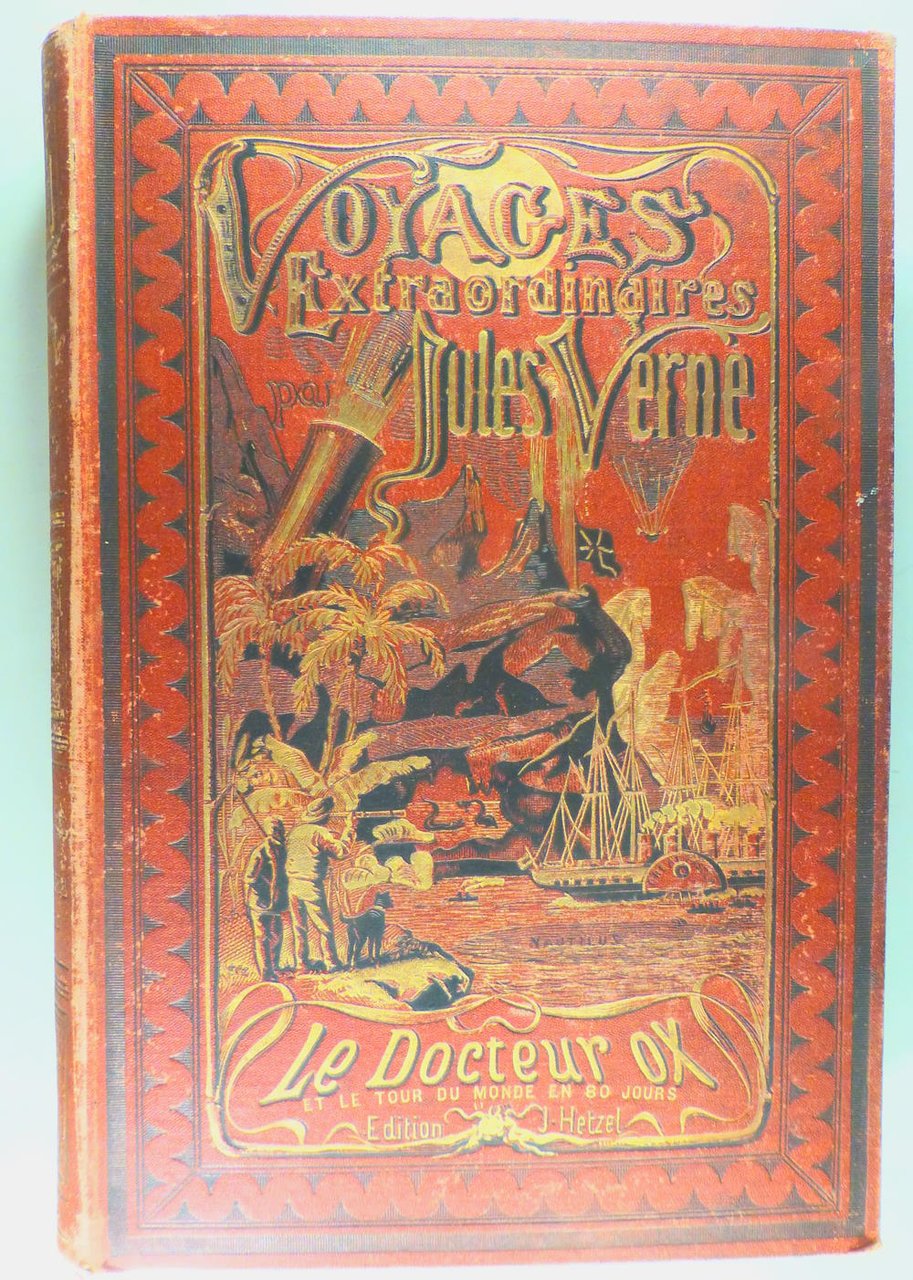 VOYAGES
Extraordinaires
par Jules Verne
NAUTILUS
Le Docteur OX
ET LE TOUR DU MONDE EN 80 JOURS
Edition J. Hetzel